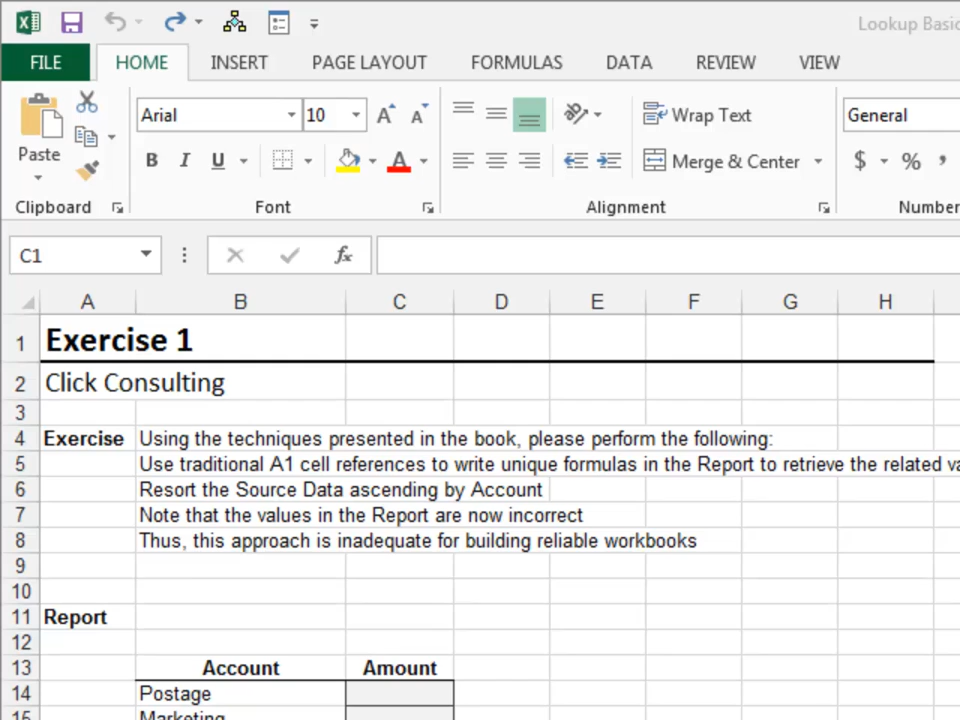 Lookup Basic
FILE HOME INSERT PAGE LAYOUT FORMULAS DATA REVIEW VIEW
Arial 10 Wrap Text General
Paste B I U A Merge & Center $ % ,
Clipboard Font Alignment Number
C1 fx
A B C D E F G H
1 Exercise 1
2 Click Consulting
3
4 Exercise Using the techniques presented in the book, please perform the following:
5 Use traditional A1 cell references to write unique formulas in the Report to retrieve the related va
6 Resort the Source Data ascending by Account
7 Note that the values in the Report are now incorrect
8 Thus, this approach is inadequate for building reliable workbooks
9
10
11 Report
12
13 Account Amount
14 Postage
15 Marketing